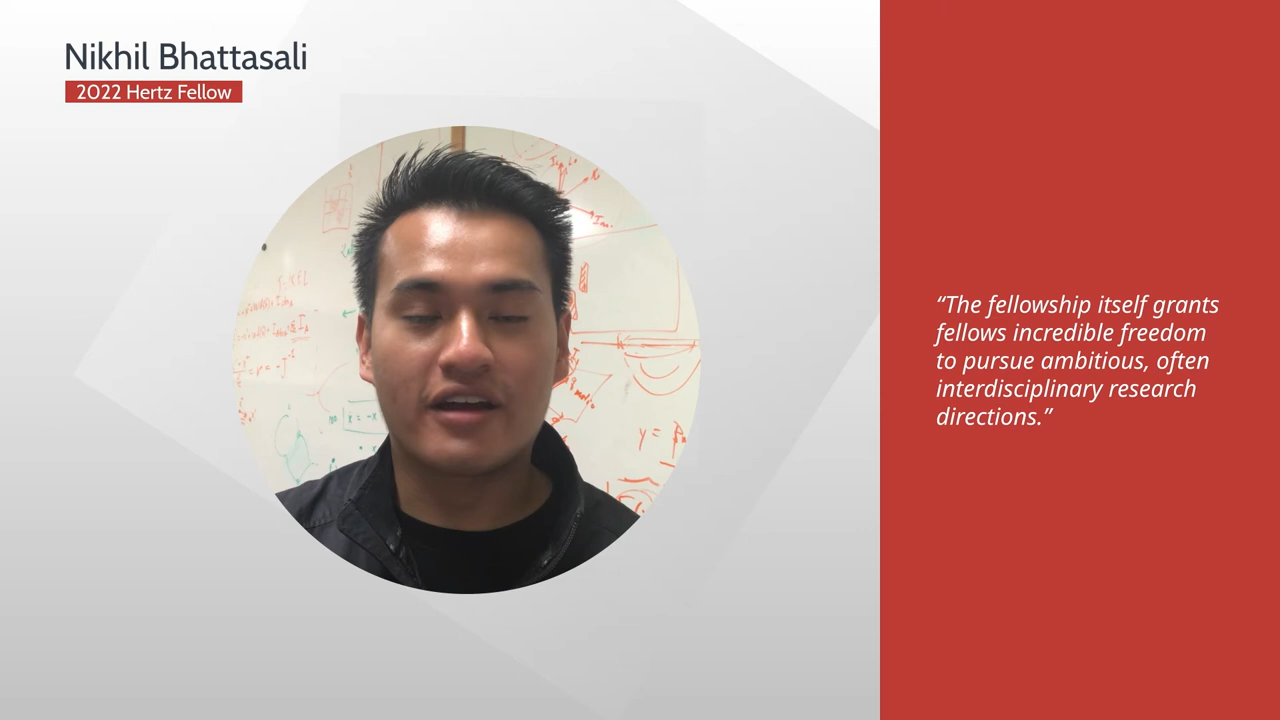 Nikhil Bhattasali
2022 Hertz Fellow
“The fellowship itself grants
fellows incredible freedom
to pursue ambitious, often
interdisciplinary research
directions.”